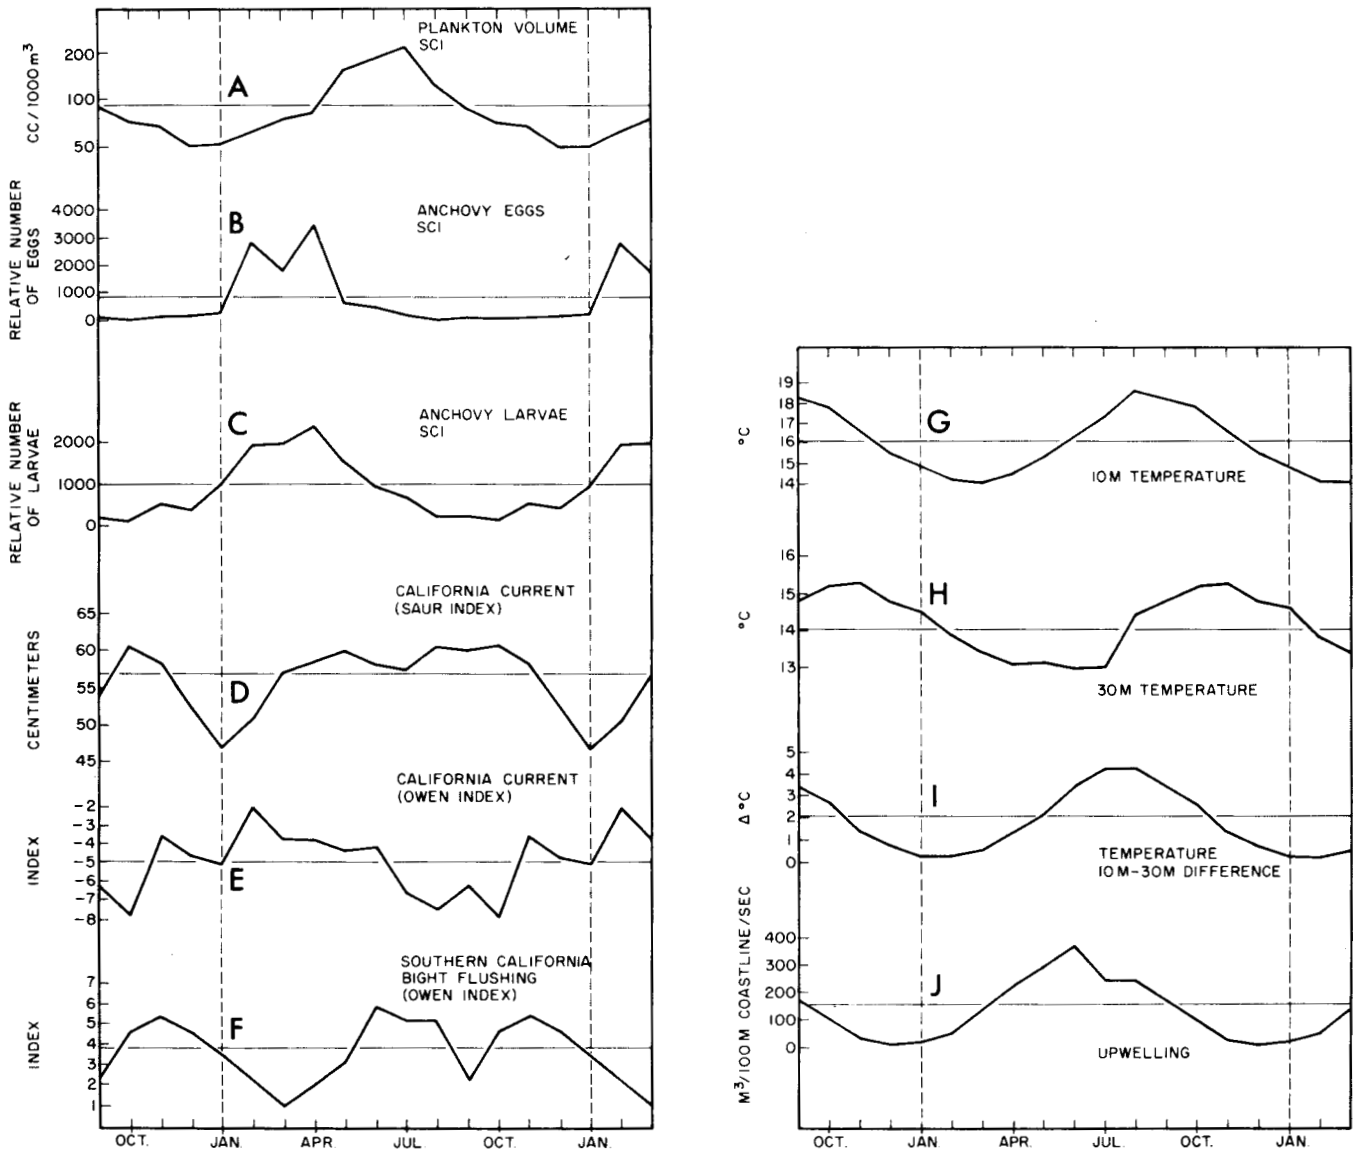 PLANKTON VOLUME
SCI
CC/1000m³
200
100
50
A
ANCHOVY EGGS
SCI
RELATIVE NUMBER
OF EGGS
4000
3000
2000
1000
0
B
ANCHOVY LARVAE
SCI
RELATIVE NUMBER
OF LARVAE
2000
1000
0
C
CALIFORNIA CURRENT
(SAUR INDEX)
CENTIMETERS
65
60
55
50
45
D
CALIFORNIA CURRENT
(OWEN INDEX)
INDEX
-2
-3
-4
-5
-6
-7
-8
E
SOUTHERN CALIFORNIA
BIGHT FLUSHING
(OWEN INDEX)
INDEX
7
6
5
4
3
2
1
F
OCT. JAN. APR. JUL. OCT. JAN.
°C
19
18
17
16
15
14
G
10M TEMPERATURE
°C
16
15
14
13
H
30M TEMPERATURE
Δ°C
5
4
3
2
1
0
I
TEMPERATURE
10M-30M DIFFERENCE
M³/100M COASTLINE/SEC
400
300
200
100
0
J
UPWELLING
OCT. JAN. APR. JUL. OCT. JAN.